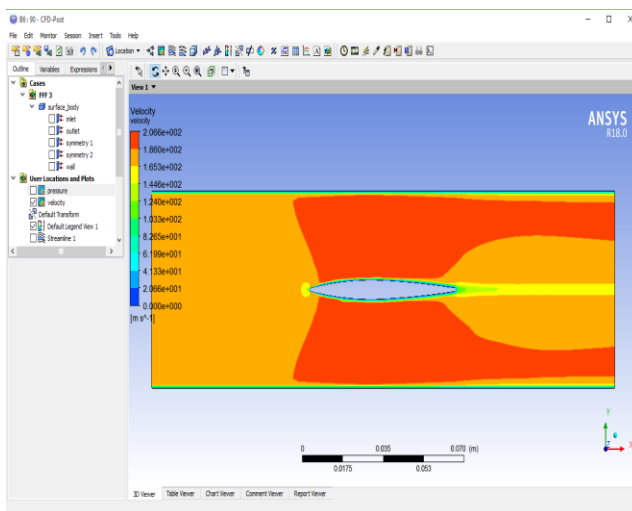 B6 : 90 - CFD-Post
File Edit Monitor Session Insert Tools Help
Location
Outline Variables Expressions
Cases
FFF 3
surface_body
inlet
outlet
symmetry 1
symmetry 2
wall
User Locations and Plots
pressure
velocity
Default Transform
Default Legend View 1
Streamline 1
View 1
Velocity
velocity
2.066e+002
1.860e+002
1.653e+002
1.446e+002
1.240e+002
1.033e+002
8.265e+001
6.199e+001
4.133e+001
2.066e+001
0.000e+000
[m s^-1]
ANSYS
R18.0
0 0.035 0.070 (m)
0.0175 0.053
Y
X
Z
3D Viewer Table Viewer Chart Viewer Comment Viewer Report Viewer